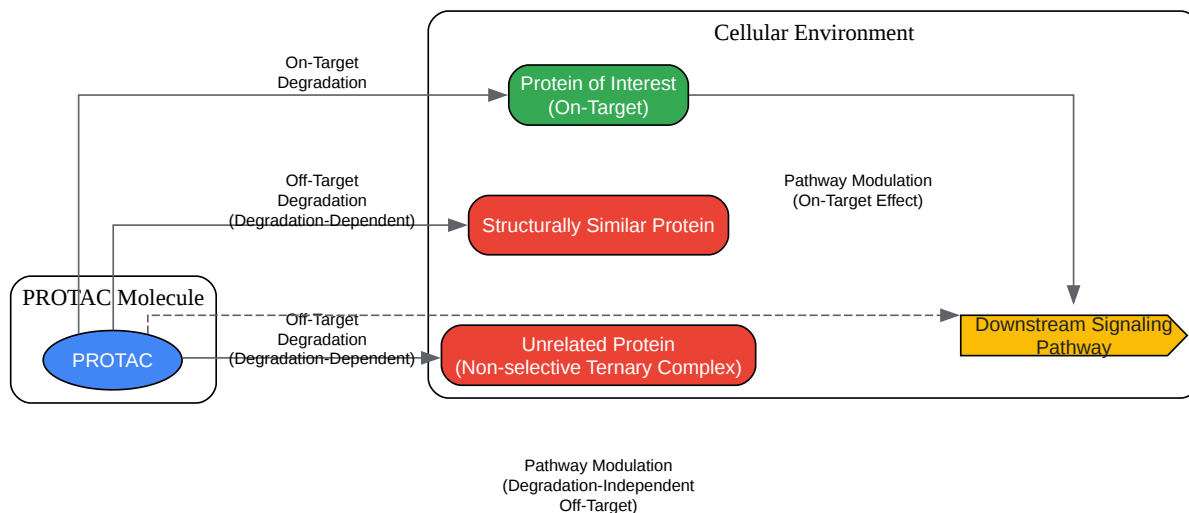 Cellular Environment
On-Target
Degradation
Protein of Interest
(On-Target)
Off-Target
Degradation
(Degradation-Dependent)
Structurally Similar Protein
Pathway Modulation
(On-Target Effect)
PROTAC Molecule
PROTAC
Off-Target
Degradation
(Degradation-Dependent)
Unrelated Protein
(Non-selective Ternary Complex)
Downstream Signaling
Pathway
Pathway Modulation
(Degradation-Independent
Off-Target)